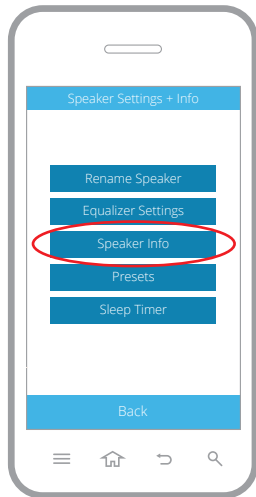 Speaker Settings + Info
Rename Speaker
Equalizer Settings
Speaker Info
Presets
Sleep Timer
Back